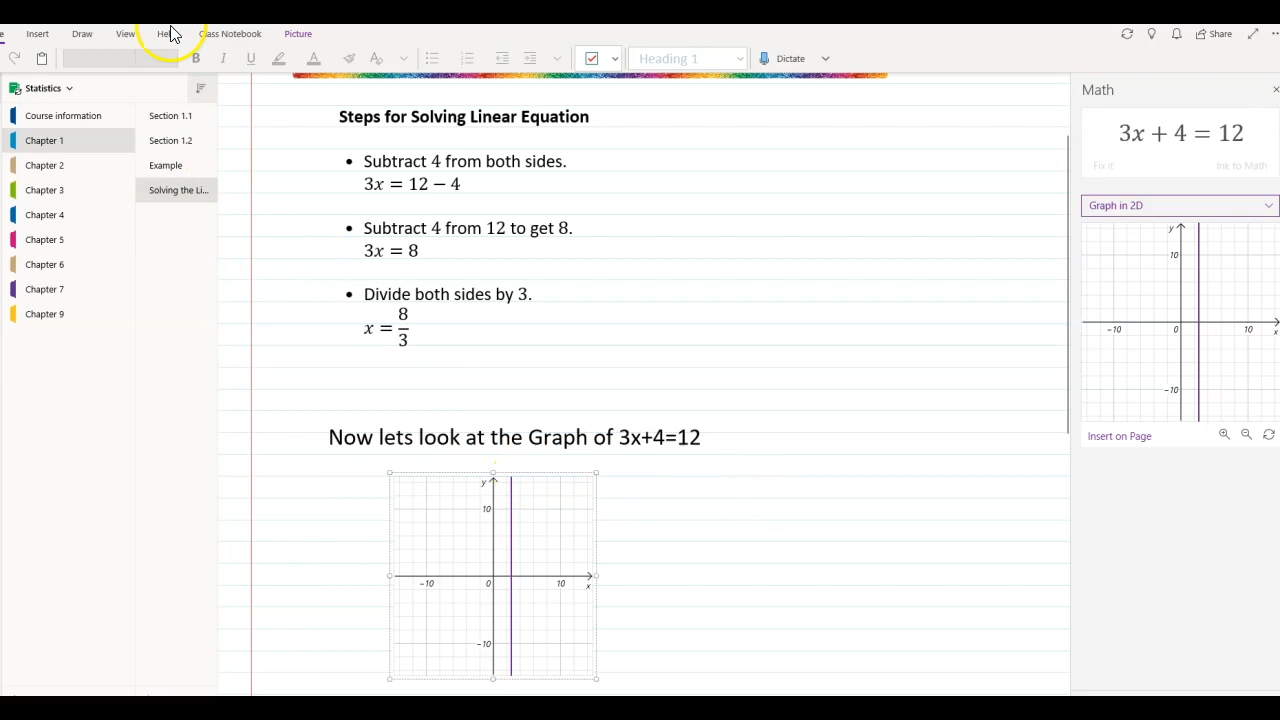 Insert Draw View Class Notebook Picture Share
B I U Heading 1 Dictate
Statistics
Course information
Chapter 1
Chapter 2
Chapter 3
Chapter 4
Chapter 5
Chapter 6
Chapter 7
Chapter 9
Section 1.1
Section 1.2
Example
Solving the Li...
Steps for Solving Linear Equation
• Subtract 4 from both sides.
3x = 12 − 4
• Subtract 4 from 12 to get 8.
3x = 8
• Divide both sides by 3.
x = 8/3
Now lets look at the Graph of 3x+4=12
y
10
−10 0 10
x
−10
Math
3x + 4 = 12
Fix it Ink to Math
Graph in 2D
y
10
−10 0 10
x
−10
Insert on Page